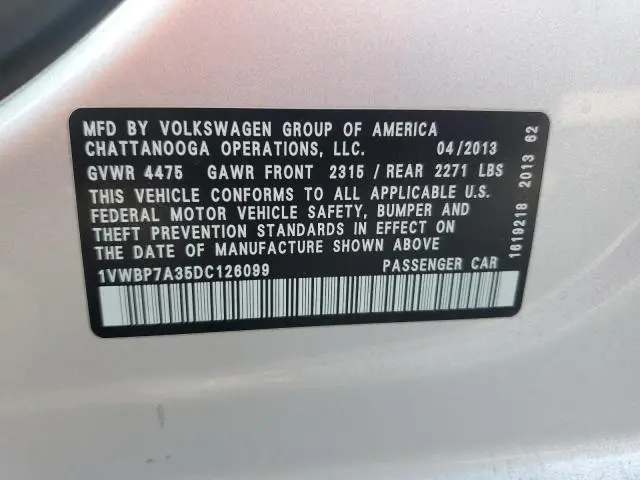 MFD BY VOLKSWAGEN GROUP OF AMERICA
CHATTANOOGA OPERATIONS, LLC. 04/2013
GVWR 4475 GAWR FRONT 2315 / REAR 2271 LBS
THIS VEHICLE CONFORMS TO ALL APPLICABLE U.S.
FEDERAL MOTOR VEHICLE SAFETY, BUMPER AND
THEFT PREVENTION STANDARDS IN EFFECT ON
THE DATE OF MANUFACTURE SHOWN ABOVE
1VWBP7A35DC126099 PASSENGER CAR
1619218 2013 62